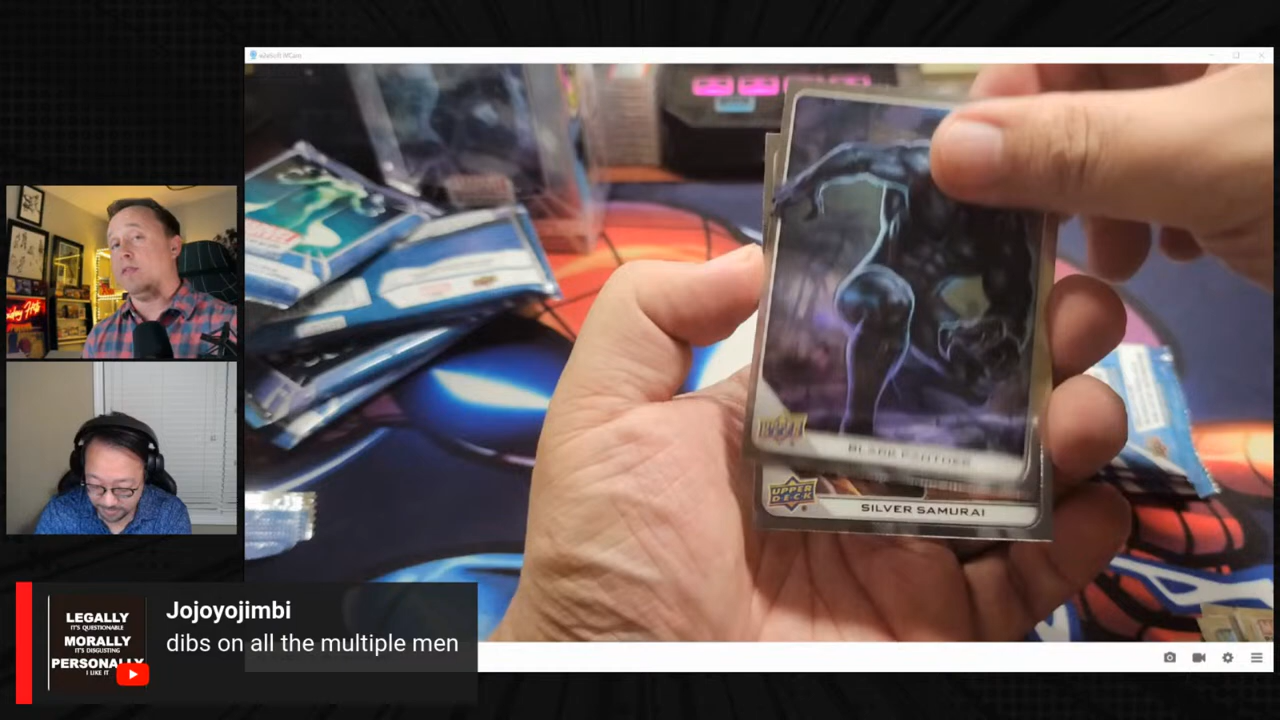 BLACK PANTHER
UPPER
DECK
SILVER SAMURAI
Jojoyojimbi
dibs on all the multiple men
LEGALLY
IT'S QUESTIONABLE
MORALLY
IT'S DISGUSTING
PERSONALLY
I LIKE IT